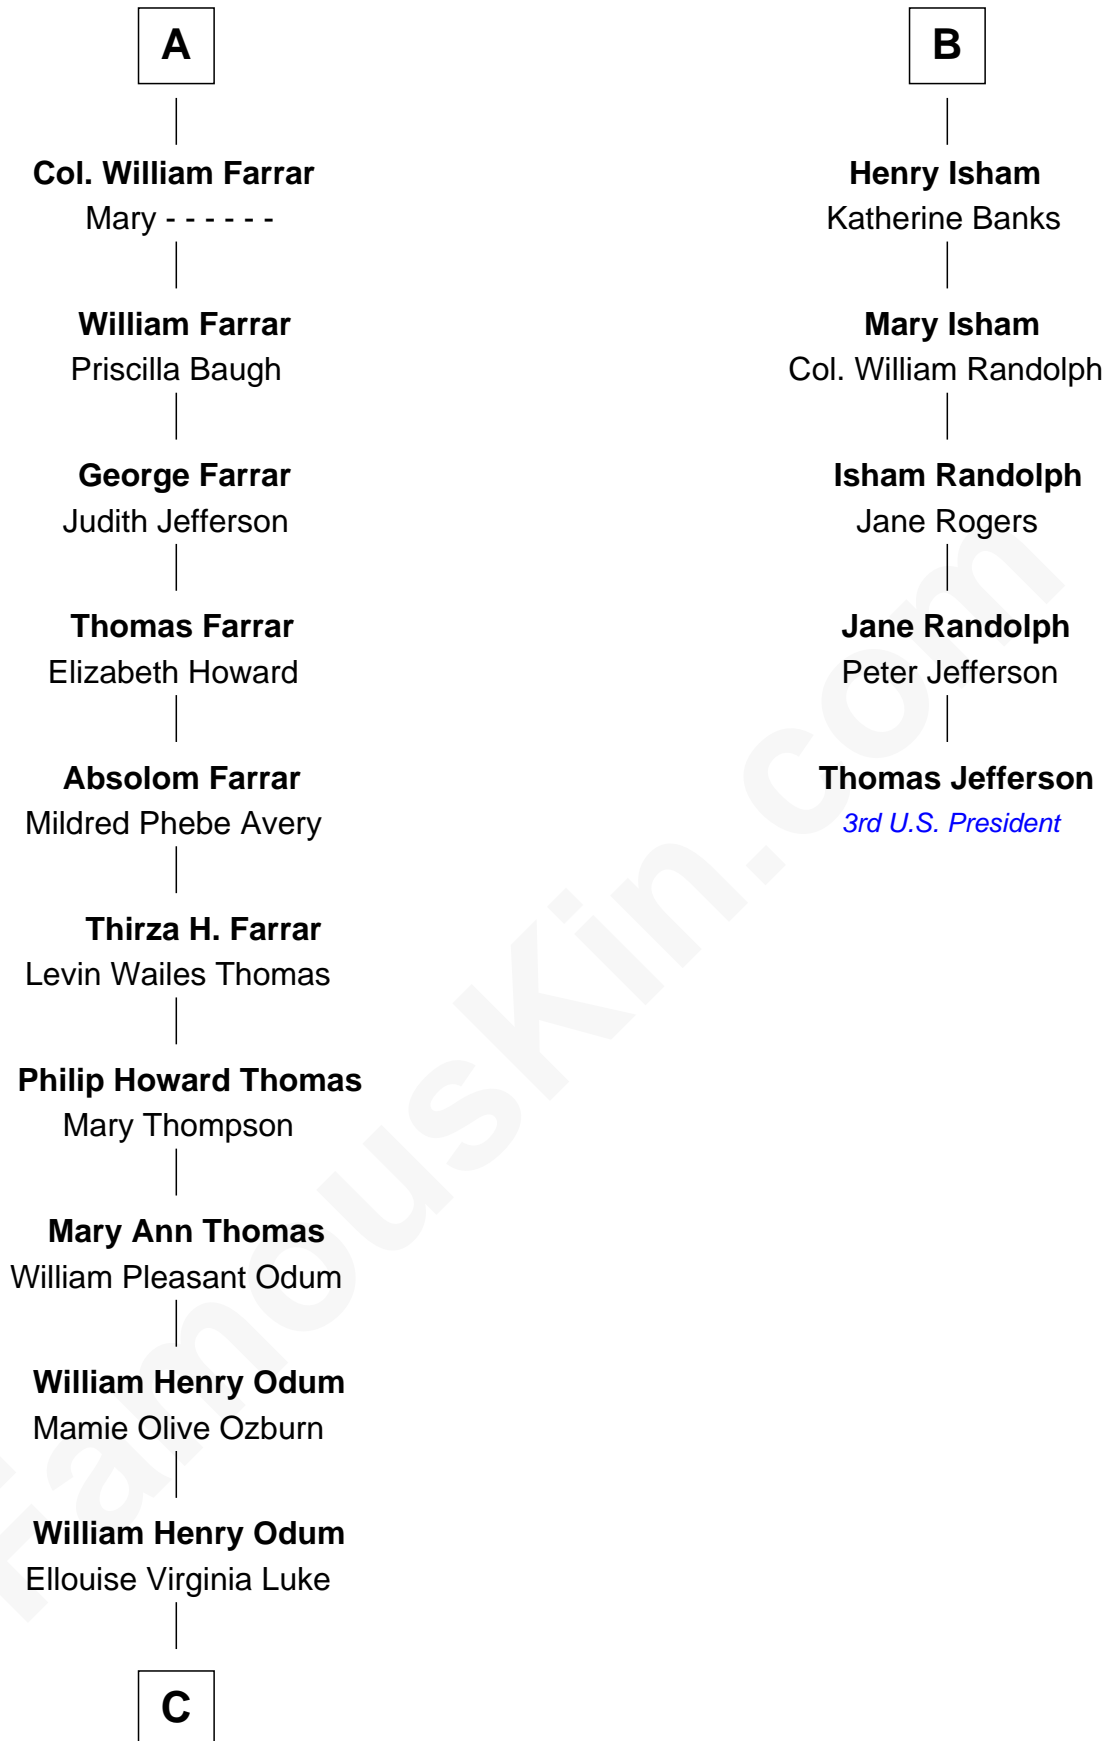 A
Col. William Farrar
Mary - - - - - -
William Farrar
Priscilla Baugh
George Farrar
Judith Jefferson
Thomas Farrar
Elizabeth Howard
Absolom Farrar
Mildred Phebe Avery
Thirza H. Farrar
Levin Wailes Thomas
Philip Howard Thomas
Mary Thompson
Mary Ann Thomas
William Pleasant Odum
William Henry Odum
Mamie Olive Ozburn
William Henry Odum
Ellouise Virginia Luke
C
B
Henry Isham
Katherine Banks
Mary Isham
Col. William Randolph
Isham Randolph
Jane Rogers
Jane Randolph
Peter Jefferson
Thomas Jefferson
3rd U.S. President
FamousKin.com